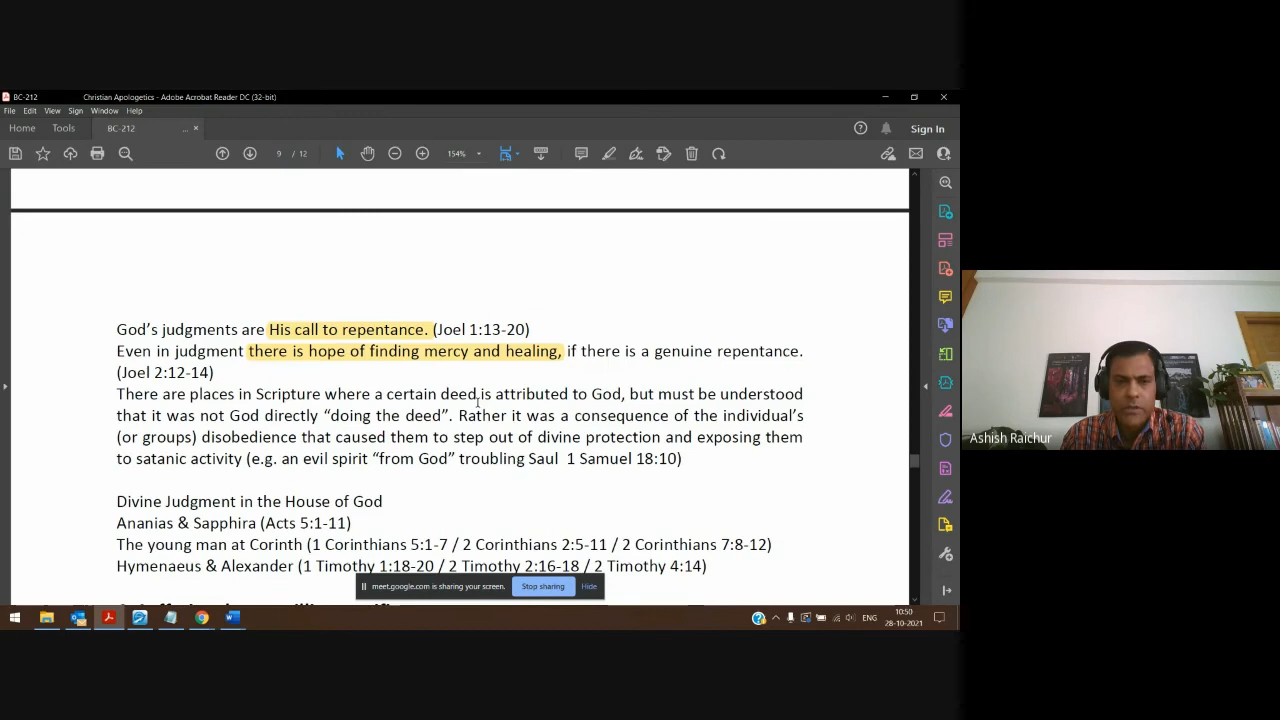 BC-212 Christian Apologetics - Adobe Acrobat Reader DC (32-bit)
File Edit View Sign Window Help
Home Tools BC-212 ... × Sign In
9 / 12 154%
God’s judgments are His call to repentance. (Joel 1:13-20)
Even in judgment there is hope of finding mercy and healing, if there is a genuine repentance.
(Joel 2:12-14)
There are places in Scripture where a certain deed is attributed to God, but must be understood
that it was not God directly “doing the deed”. Rather it was a consequence of the individual’s
(or groups) disobedience that caused them to step out of divine protection and exposing them
to satanic activity (e.g. an evil spirit “from God” troubling Saul 1 Samuel 18:10)
Ashish Raichur
Divine Judgment in the House of God
Ananias & Sapphira (Acts 5:1-11)
The young man at Corinth (1 Corinthians 5:1-7 / 2 Corinthians 2:5-11 / 2 Corinthians 7:8-12)
Hymenaeus & Alexander (1 Timothy 1:18-20 / 2 Timothy 2:16-18 / 2 Timothy 4:14)
meet.google.com is sharing your screen. Stop sharing Hide
ENG 10:50
28-10-2021